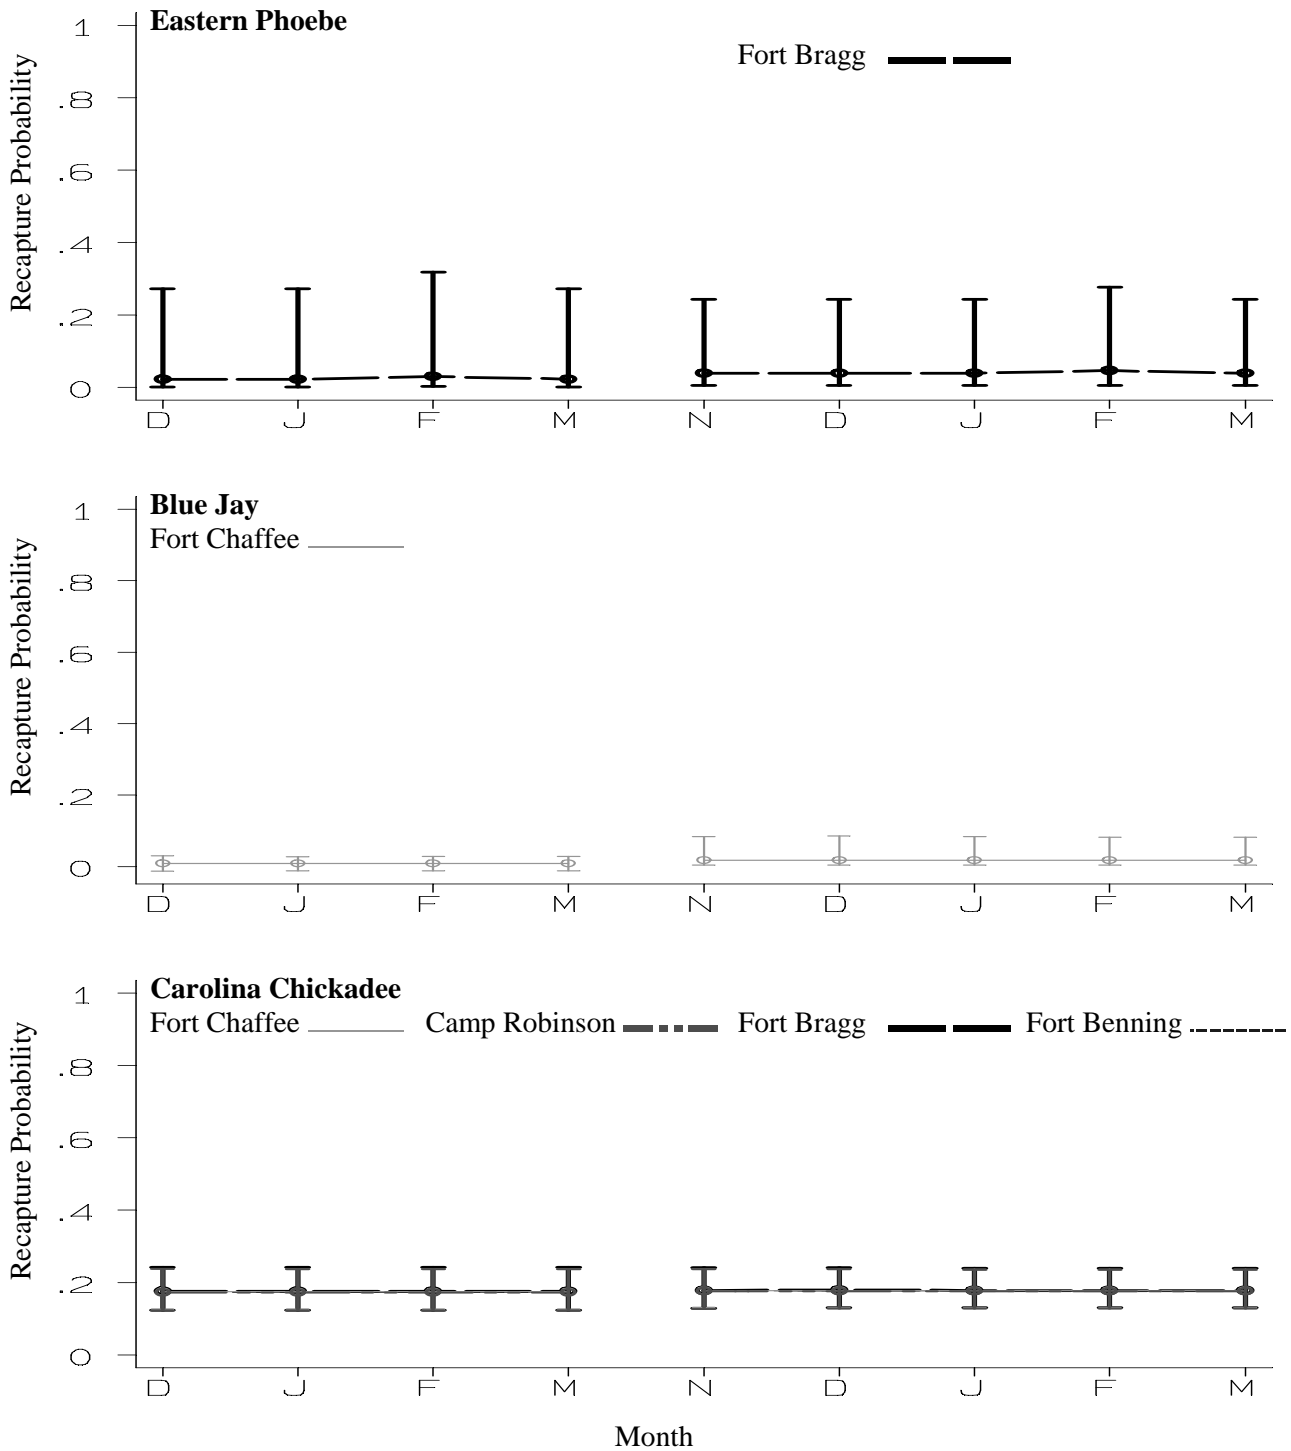 Eastern Phoebe
Fort Bragg
Recapture Probability
1
.8
.6
.4
.2
0
D J F M N D J F M
Blue Jay
Fort Chaffee
Recapture Probability
1
.8
.6
.4
.2
0
D J F M N D J F M
Carolina Chickadee
Fort Chaffee Camp Robinson Fort Bragg Fort Benning
Recapture Probability
1
.8
.6
.4
.2
0
D J F M N D J F M
Month